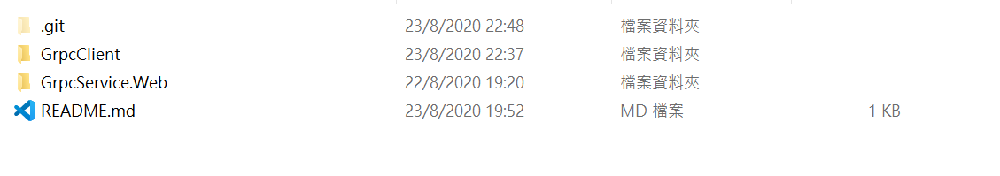 .git 23/8/2020 22:48 檔案資料夾
GrpcClient 23/8/2020 22:37 檔案資料夾
GrpcService.Web 22/8/2020 19:20 檔案資料夾
README.md 23/8/2020 19:52 MD 檔案 1 KB